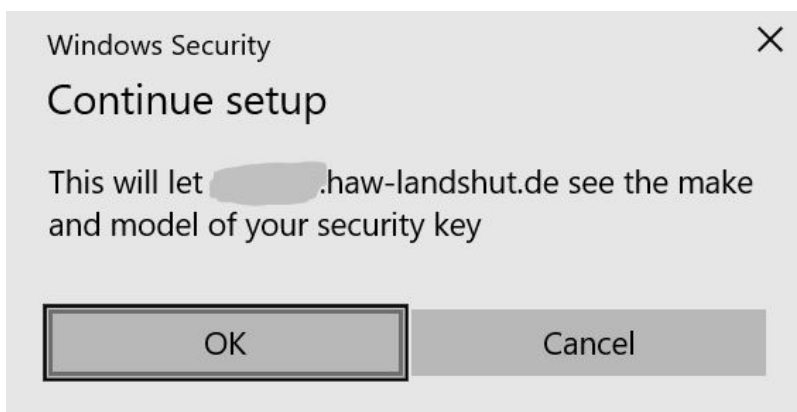 Windows Security
Continue setup
This will let .haw-landshut.de see the make
and model of your security key
OK
Cancel